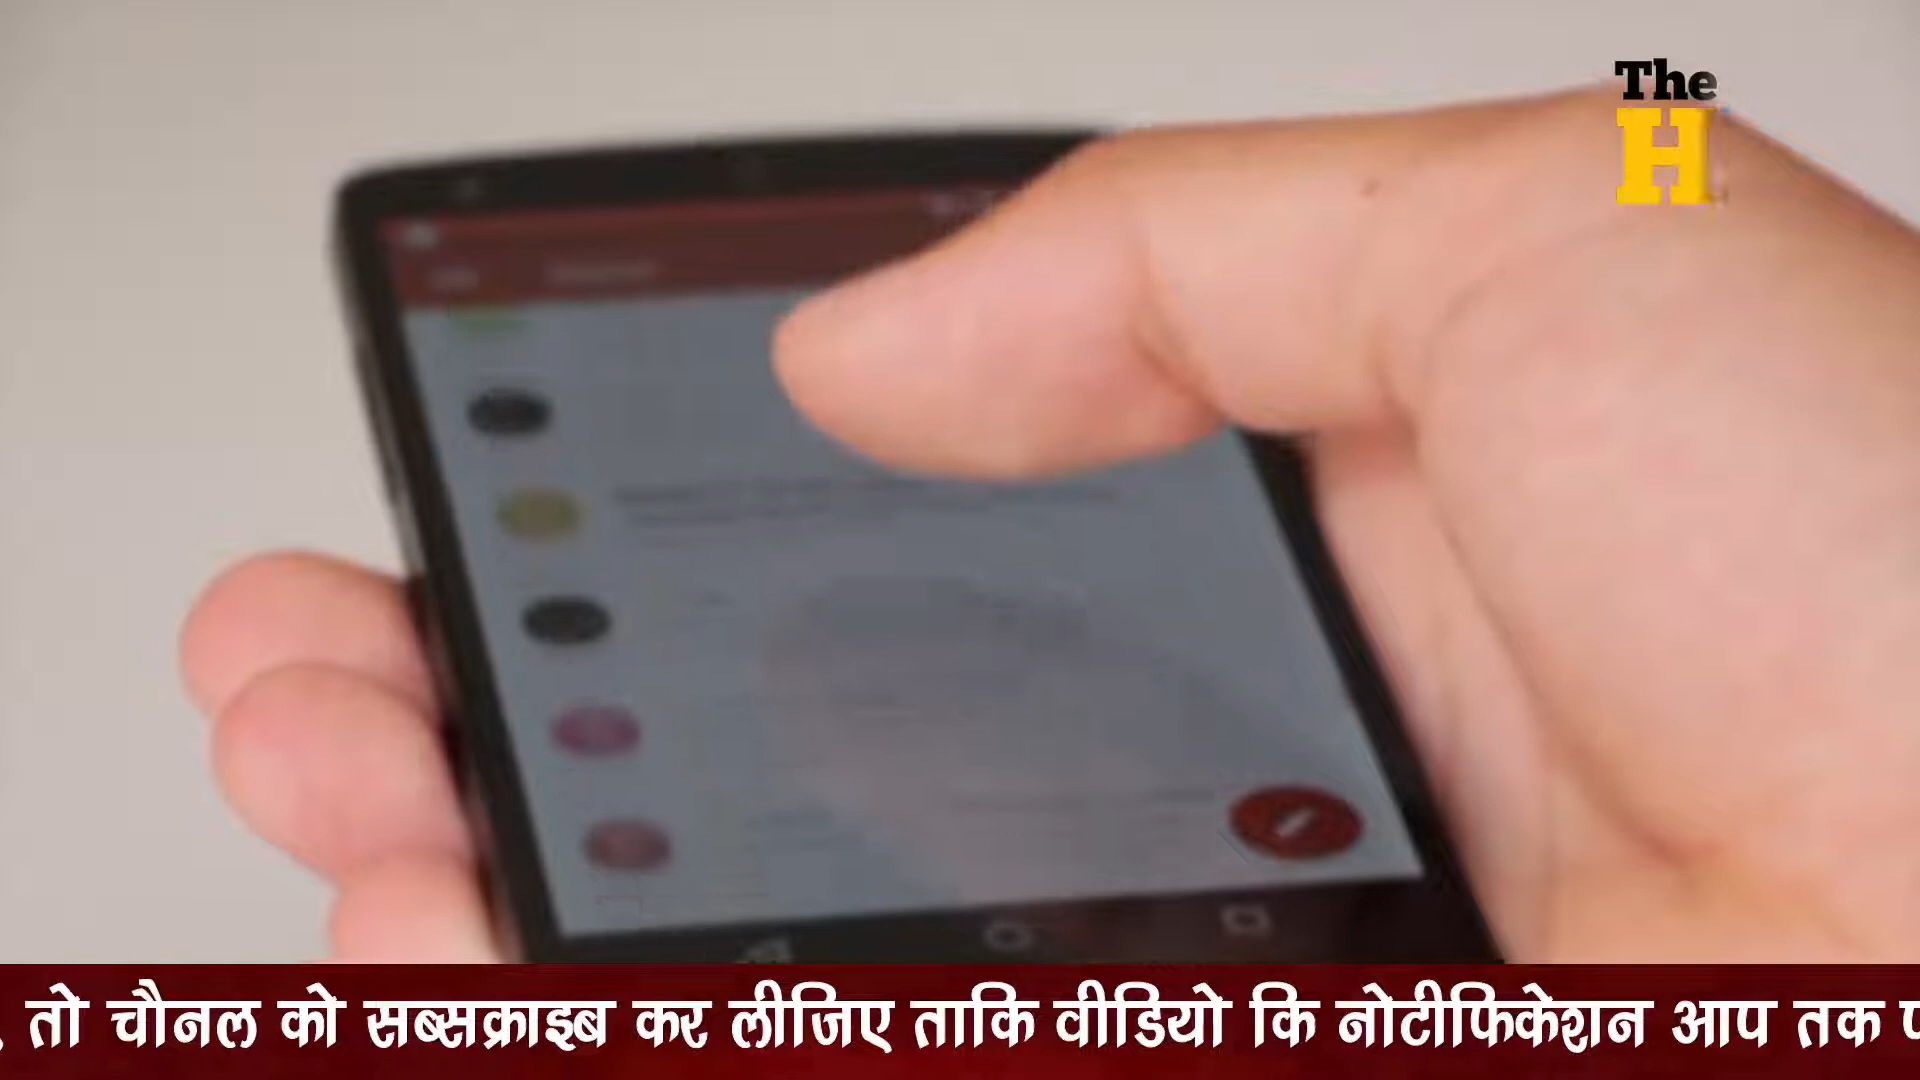 The
H
तो चौनल को सब्सक्राइब कर लीजिए ताकि वीडियो कि नोटीफिकेशन आप तक